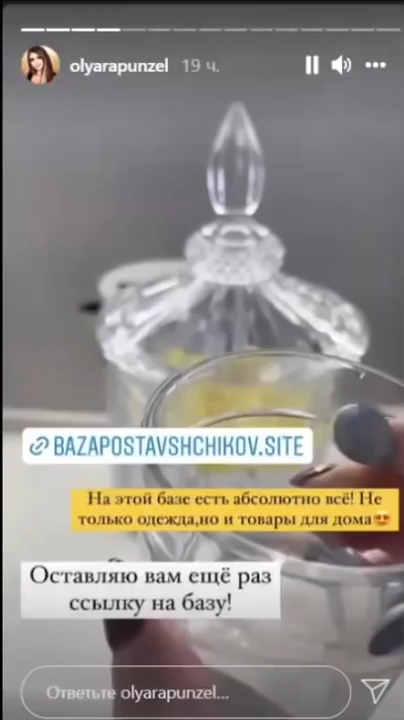 olyarapunzel 19 ч.
BAZAPOSTAVSHCHIKOV.SITE
На этой базе есть абсолютно всё! Не
только одежда,но и товары для дома😍
Оставляю вам ещё раз
ссылку на базу!
Ответьте olyarapunzel...